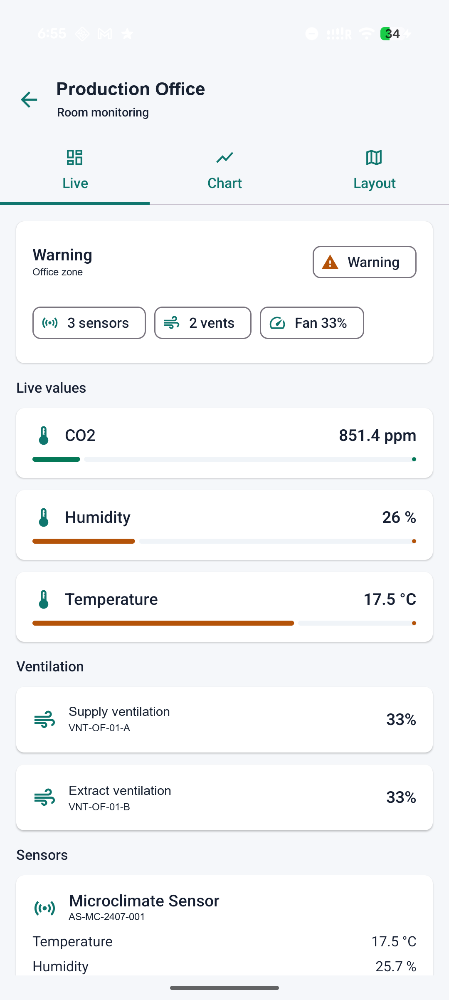 6:55
R
34
Production Office
Room monitoring
Live
Chart
Layout
Warning
Office zone
Warning
3 sensors
2 vents
Fan 33%
Live values
CO2
851.4 ppm
Humidity
26 %
Temperature
17.5 °C
Ventilation
Supply ventilation
VNT-OF-01-A
33%
Extract ventilation
VNT-OF-01-B
33%
Sensors
Microclimate Sensor
AS-MC-2407-001
Temperature
17.5 °C
Humidity
25.7 %